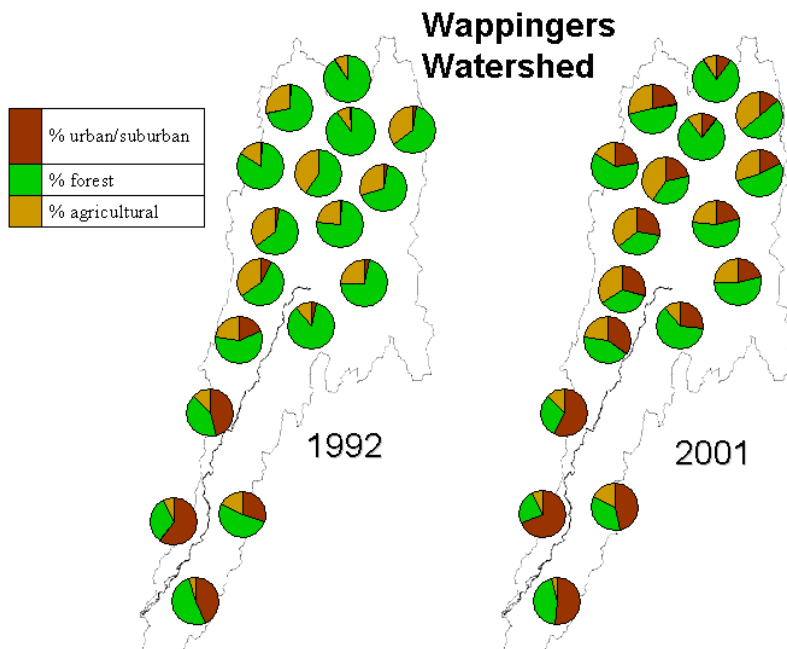 Wappingers
Watershed
% urban/suburban
% forest
% agricultural
1992
2001